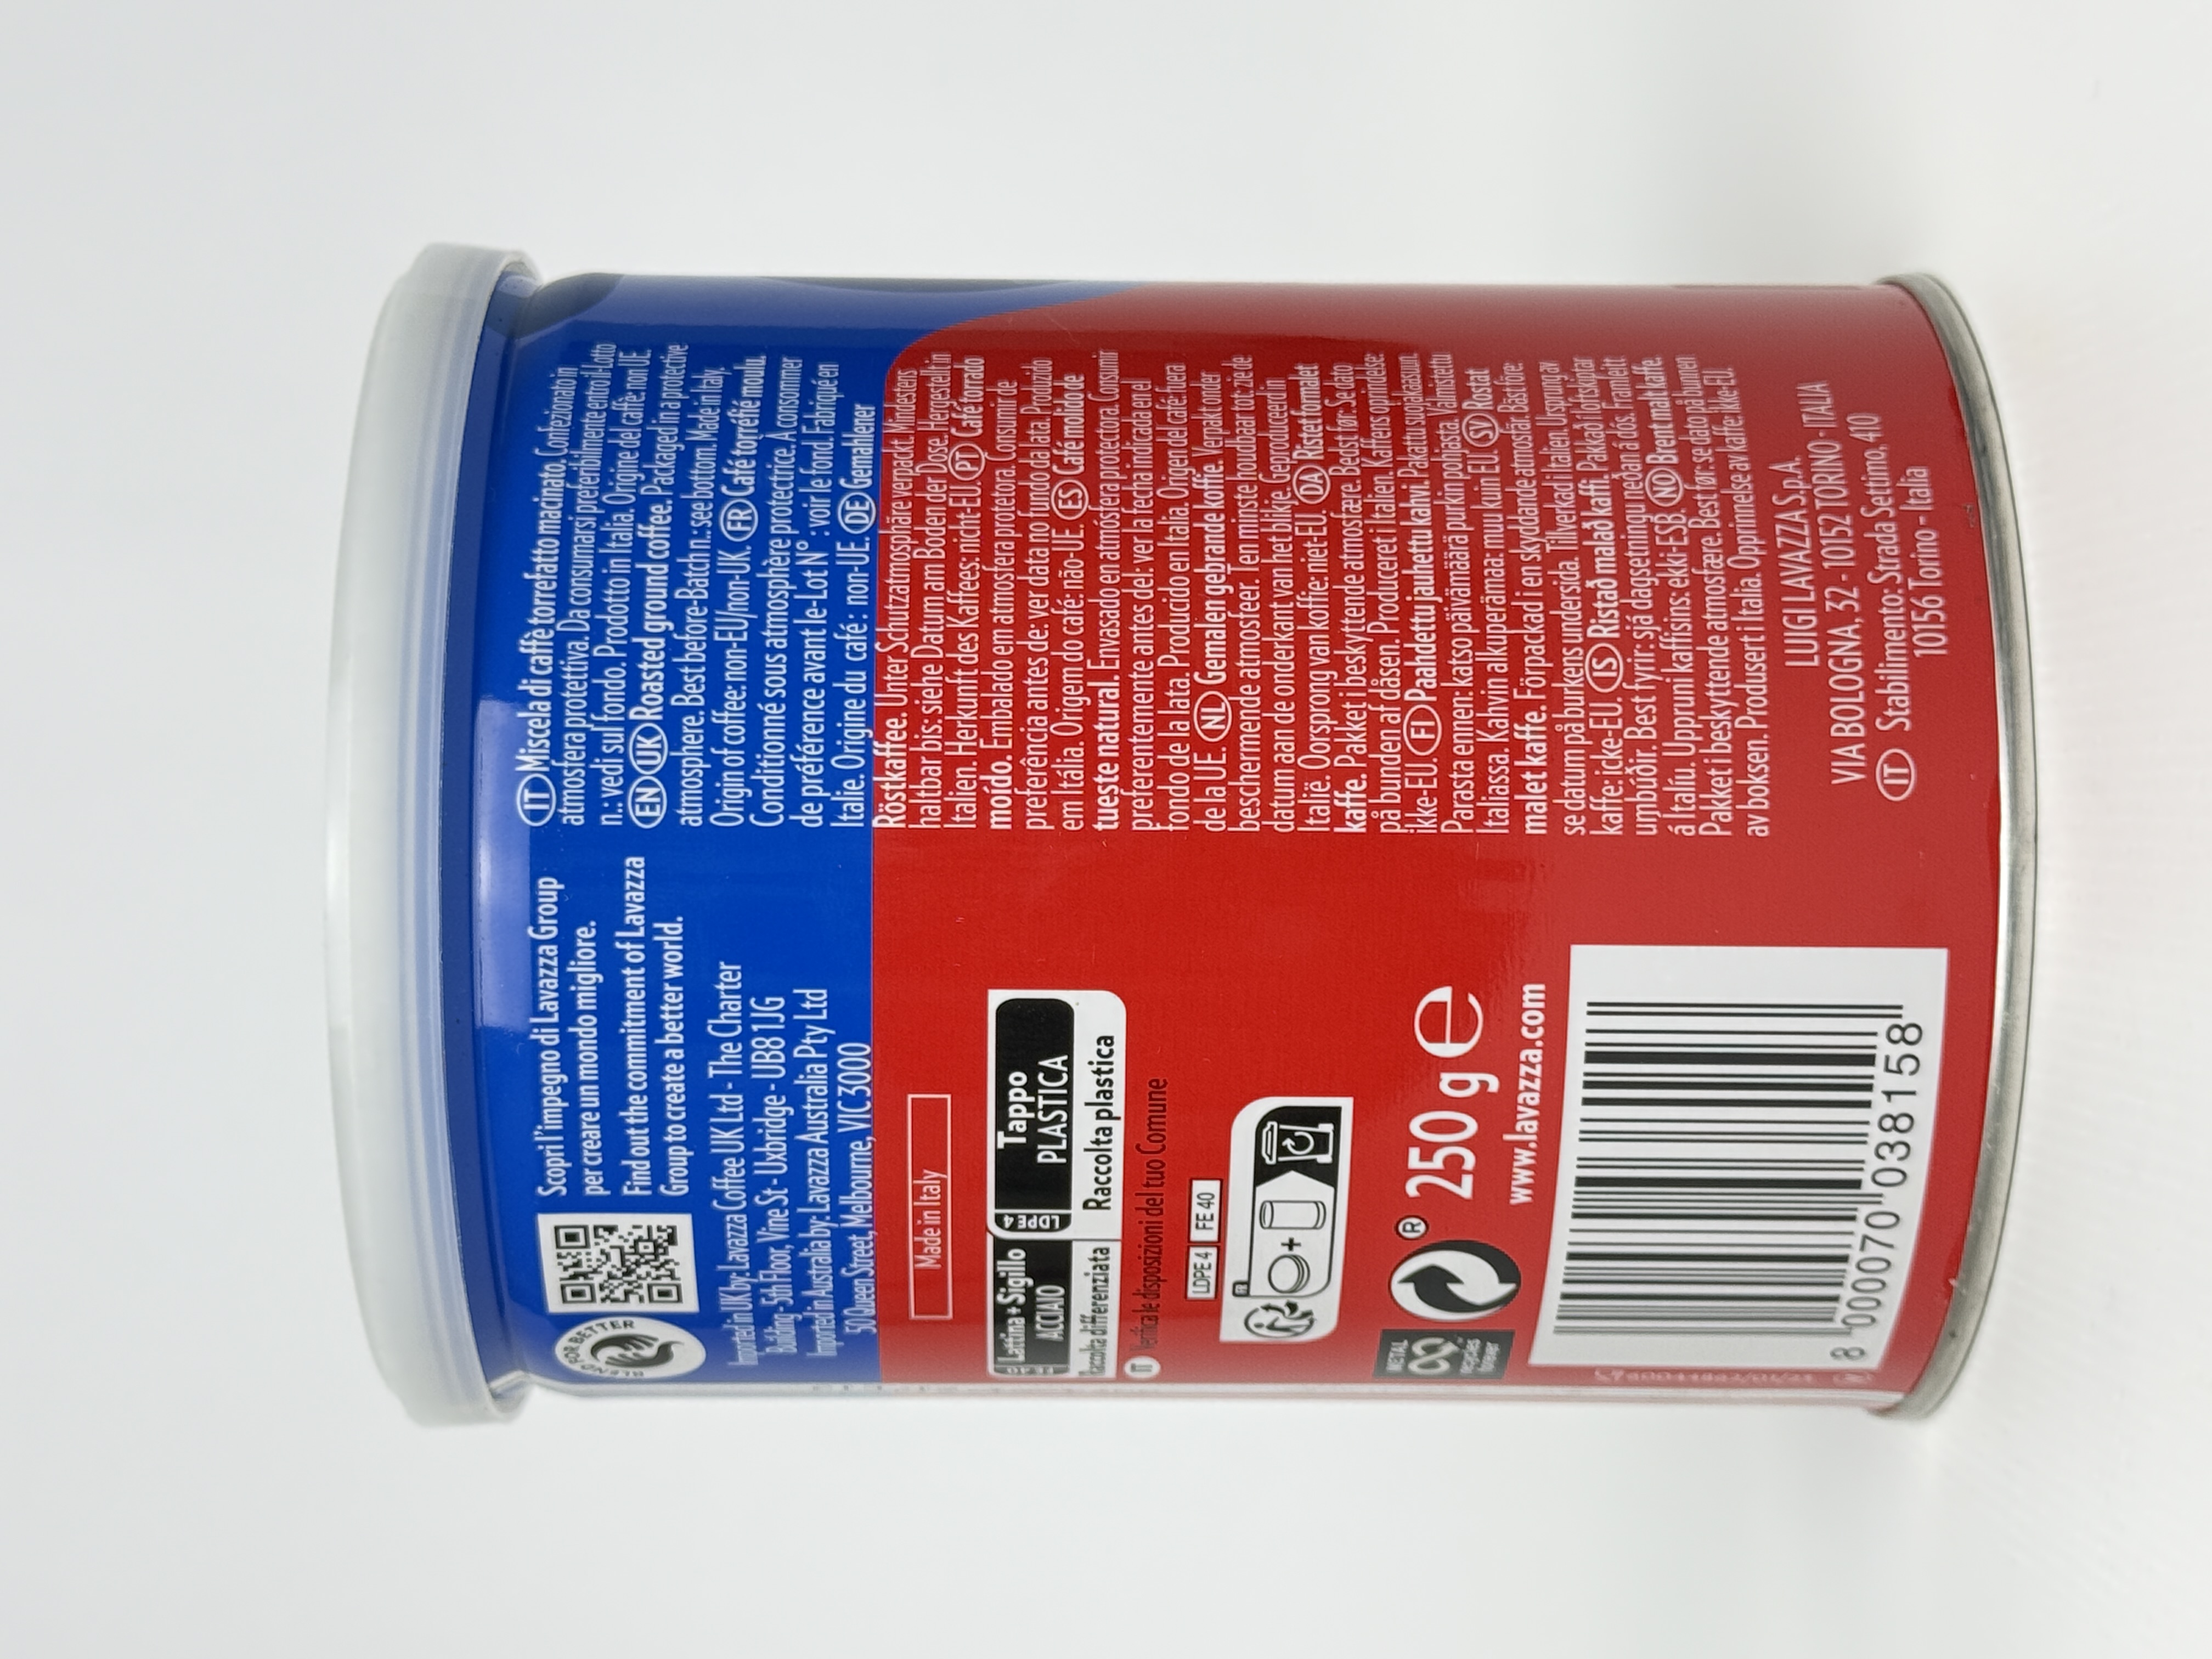 Scopri l'impegno di Lavazza Group
per creare un mondo migliore.
Find out the commitment of Lavazza
Group to create a better world.
BLEND FOR BETTER
Imported in UK by: Lavazza Coffee UK Ltd - The Charter
Building - 5th Floor, Vine St - Uxbridge - UB8 1JG
Imported in Australia by: Lavazza Australia Pty Ltd
50 Queen Street, Melbourne, VIC 3000
Made in Italy
Lattina + Sigillo
ACCIAIO
Raccolta differenziata
LDPE 4
Tappo
PLASTICA
Raccolta plastica
IT Verifica le disposizioni del tuo Comune
LDPE 4 FE 40
FR
+
METAL
recycles
forever
® 250 g e
www.lavazza.com
8 000070 038158
IT Miscela di caffè torrefatto macinato. Confezionato in
atmosfera protettiva. Da consumarsi preferibilmente entro il-Lotto
n.: vedi sul fondo. Prodotto in Italia. Origine del caffè: non UE.
EN UK Roasted ground coffee. Packaged in a protective
atmosphere. Best before-Batch n.: see bottom. Made in Italy.
Origin of coffee: non-EU/non-UK. FR Café torréfié moulu.
Conditionné sous atmosphère protectrice. A consommer
de préférence avant le-Lot N° : voir le fond. Fabriqué en
Italie. Origine du café : non-UE. DE Gemahlener
Röstkaffee. Unter Schutzatmosphäre verpackt. Mindestens
haltbar bis: siehe Datum am Boden der Dose. Hergestellt in
Italien. Herkunft des Kaffees: nicht-EU. PT Café torrado
moído. Embalado em atmosfera protetora. Consumir de
preferência antes de: ver data no fundo da lata. Produzido
em Itália. Origem do café: não-UE. ES Café molido de
tueste natural. Envasado en atmósfera protectora. Consumir
preferentemente antes del: ver la fecha indicada en el
fondo de la lata. Producido en Italia. Origen del café: fuera
de la UE. NL Gemalen gebrande koffie. Verpakt onder
beschermende atmosfeer. Ten minste houdbaar tot: zie de
datum aan de onderkant van het blikje. Geproduceerd in
Italië. Oorsprong van koffie: niet-EU. DA Ristet formalet
kaffe. Pakket i beskyttende atmosfære. Bedst før: Se dato
på bunden af dåsen. Produceret i Italien. Kaffens oprindelse:
ikke-EU. FI Paahdettu jauhettu kahvi. Pakattu suojakaasuun.
Parasta ennen: katso päivämäärä purkin pohjasta. Valmistettu
Italiassa. Kahvin alkuperämaa: muu kuin EU. SV Rostat
malet kaffe. Förpackad i en skyddande atmosfär. Bäst före:
se datum på burkens undersida. Tillverkad i Italien. Ursprung av
kaffe: icke-EU. IS Ristað malað kaffi. Pakkað í loftskiptar
umbúðir. Best fyrir: sjá dagsetningu neðan á dós. Framleitt
á Ítalíu. Uppruni kaffisins: ekki-ESB. NO Brent malt kaffe.
Pakket i beskyttende atmosfære. Best før: se dato på bunnen
av boksen. Produsert i Italia. Opprinnelse av kaffe: ikke-EU.
LUIGI LAVAZZA S.p.A.
VIA BOLOGNA, 32 - 10152 TORINO - ITALIA
IT Stabilimento: Strada Settimo, 410
10156 Torino - Italia